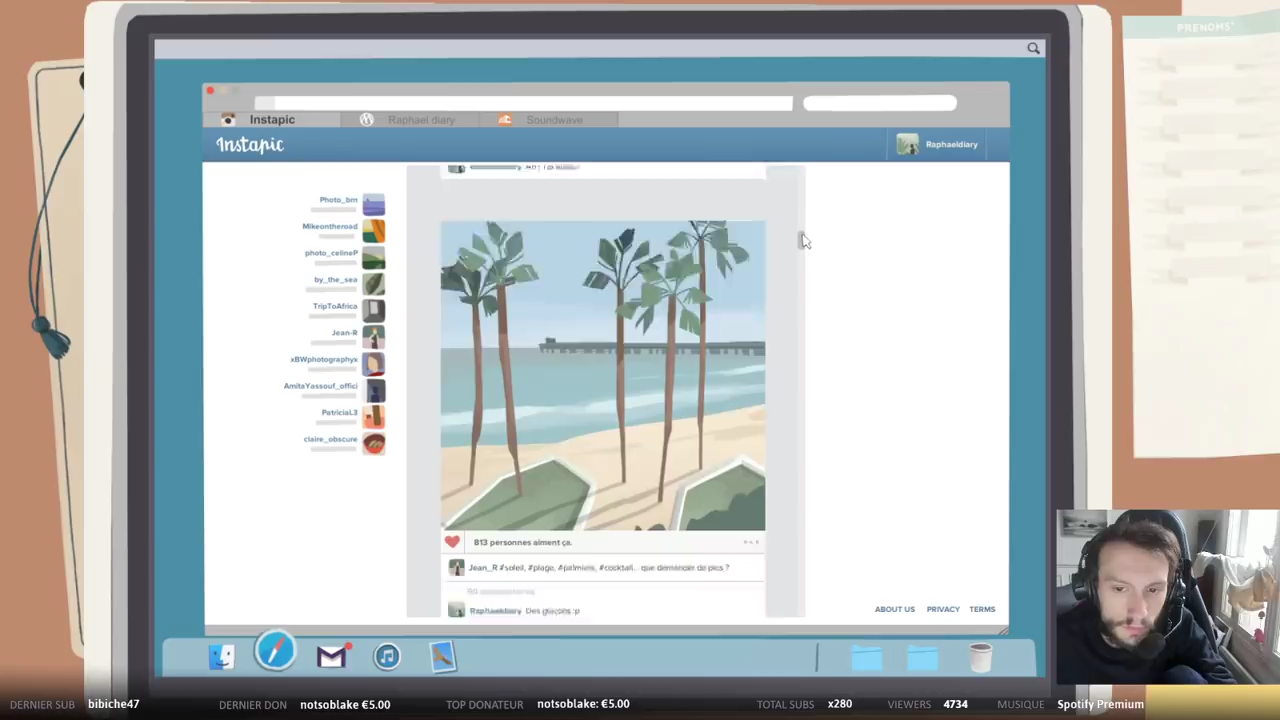 PRENOMS*
Instapic
Raphael diary
Soundwave
Instapic
Raphaeldiary
Photo_bm
Mikeontheroad
photo_celineP
by_the_sea
TripToAfrica
Jean-R
xBWphotographyx
AmitaYassouf_offici
PatriciaL3
claire_obscure
813 personnes aiment ça.
Jean_R #soleil, #plage, #palmiers, #cocktail... que demander de plus ?
Raphaeldiary Des glaçons :p
ABOUT US
PRIVACY
TERMS
DERNIER SUB bibiche47
DERNIER DON notsoblake €5.00
TOP DONATEUR notsoblake: €5.00
TOTAL SUBS x280
VIEWERS 4734
MUSIQUE Spotify Premium